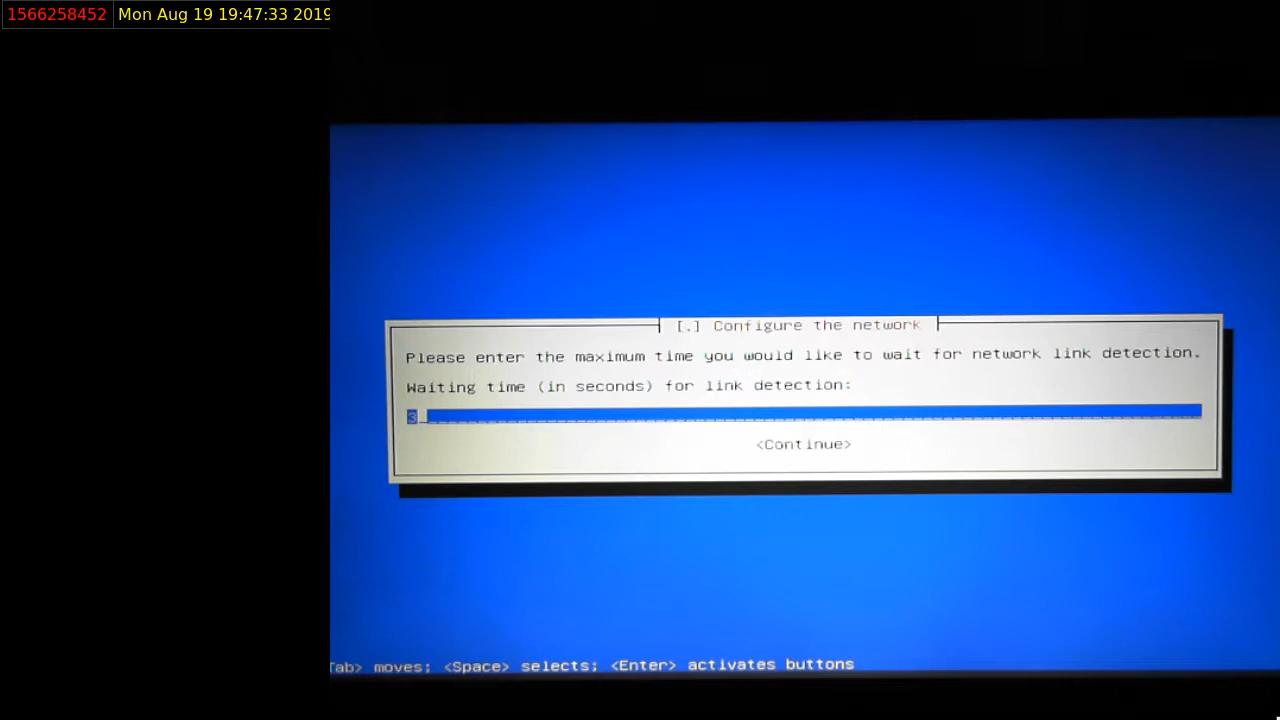 1566258452 Mon Aug 19 19:47:33 2019
[.] Configure the network
Please enter the maximum time you would like to wait for network link detection.
Waiting time (in seconds) for link detection:
3
<Continue>
Tab> moves; <Space> selects; <Enter> activates buttons